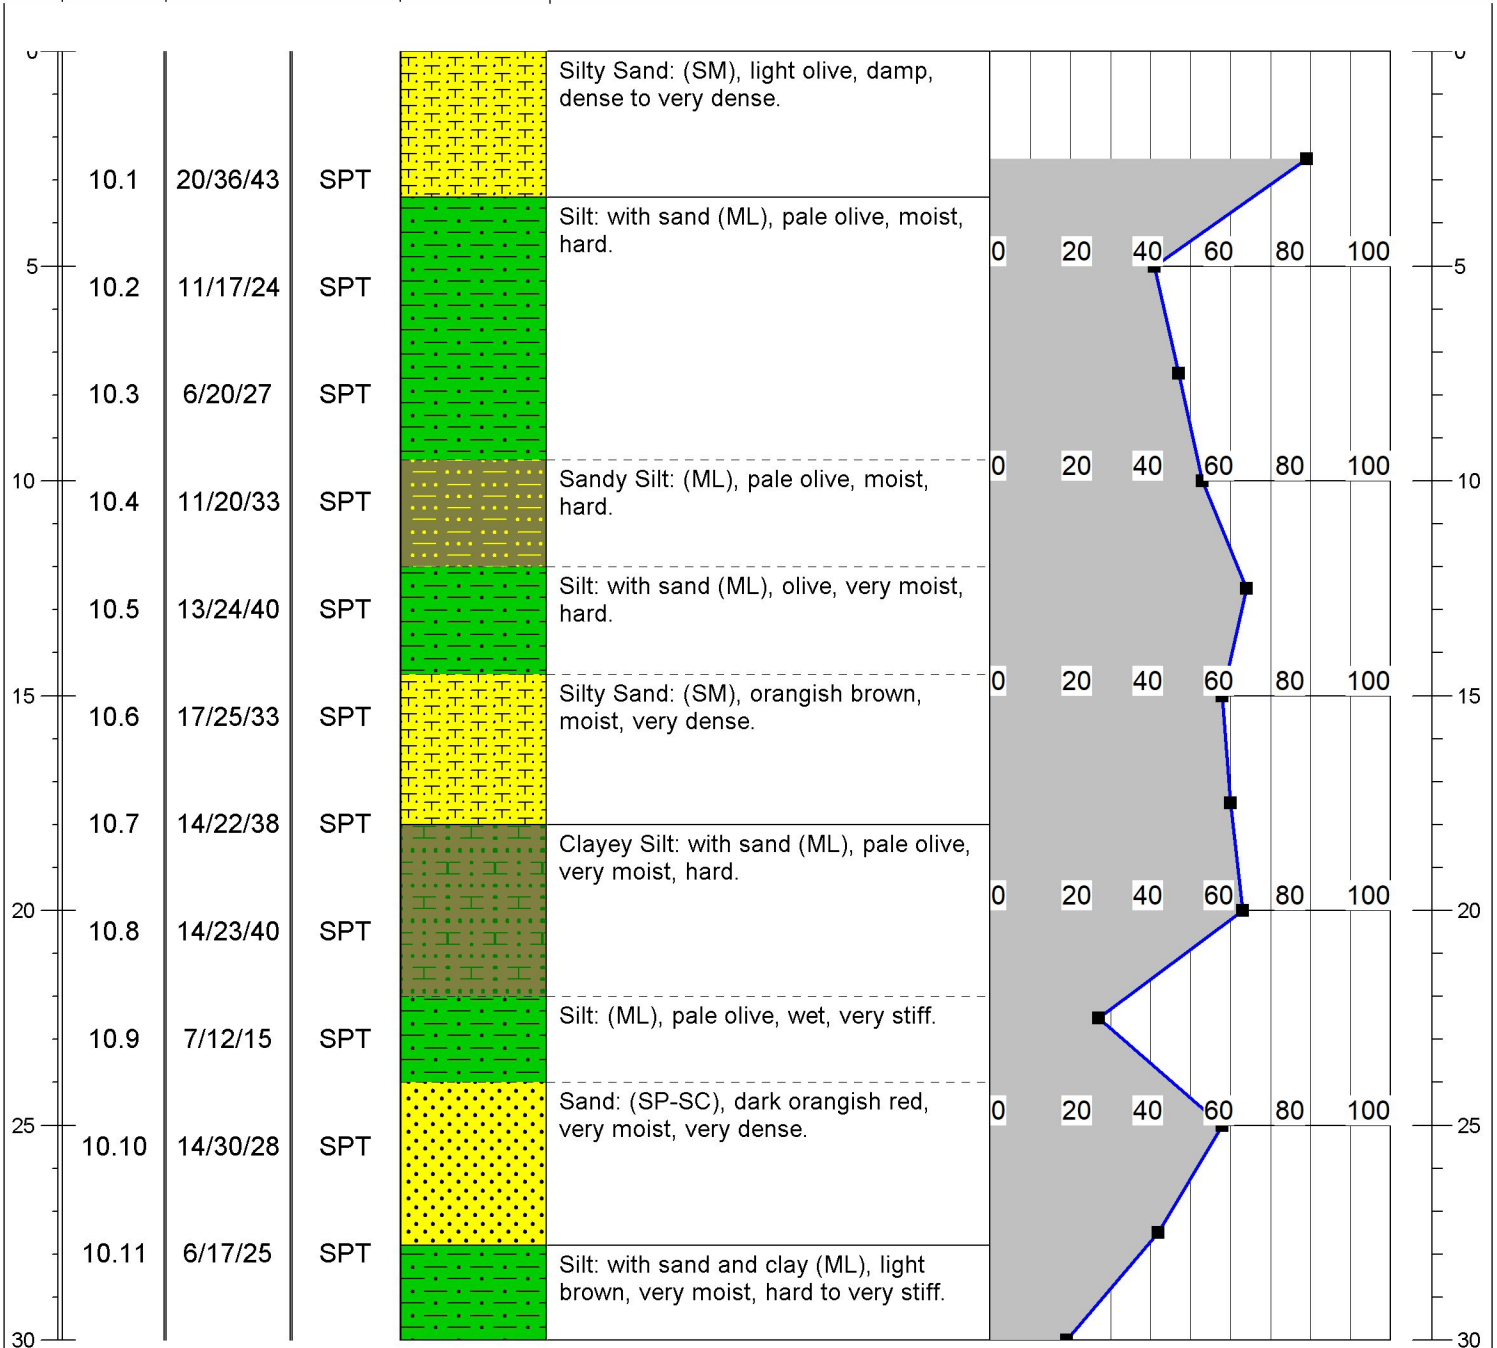 0
0
Silty Sand: (SM), light olive, damp,
dense to very dense.
10.1 20/36/43 SPT
Silt: with sand (ML), pale olive, moist,
hard.
0 20 40 60 80 100
5
5
10.2 11/17/24 SPT
10.3 6/20/27 SPT
0 20 40 60 80 100
Sandy Silt: (ML), pale olive, moist,
hard.
10
10
10.4 11/20/33 SPT
Silt: with sand (ML), olive, very moist,
hard.
10.5 13/24/40 SPT
0 20 40 60 80 100
Silty Sand: (SM), orangish brown,
moist, very dense.
15
15
10.6 17/25/33 SPT
10.7 14/22/38 SPT
Clayey Silt: with sand (ML), pale olive,
very moist, hard.
0 20 40 60 80 100
20
20
10.8 14/23/40 SPT
Silt: (ML), pale olive, wet, very stiff.
10.9 7/12/15 SPT
Sand: (SP-SC), dark orangish red,
very moist, very dense.
0 20 40 60 80 100
25
25
10.10 14/30/28 SPT
10.11 6/17/25 SPT
Silt: with sand and clay (ML), light
brown, very moist, hard to very stiff.
30
30